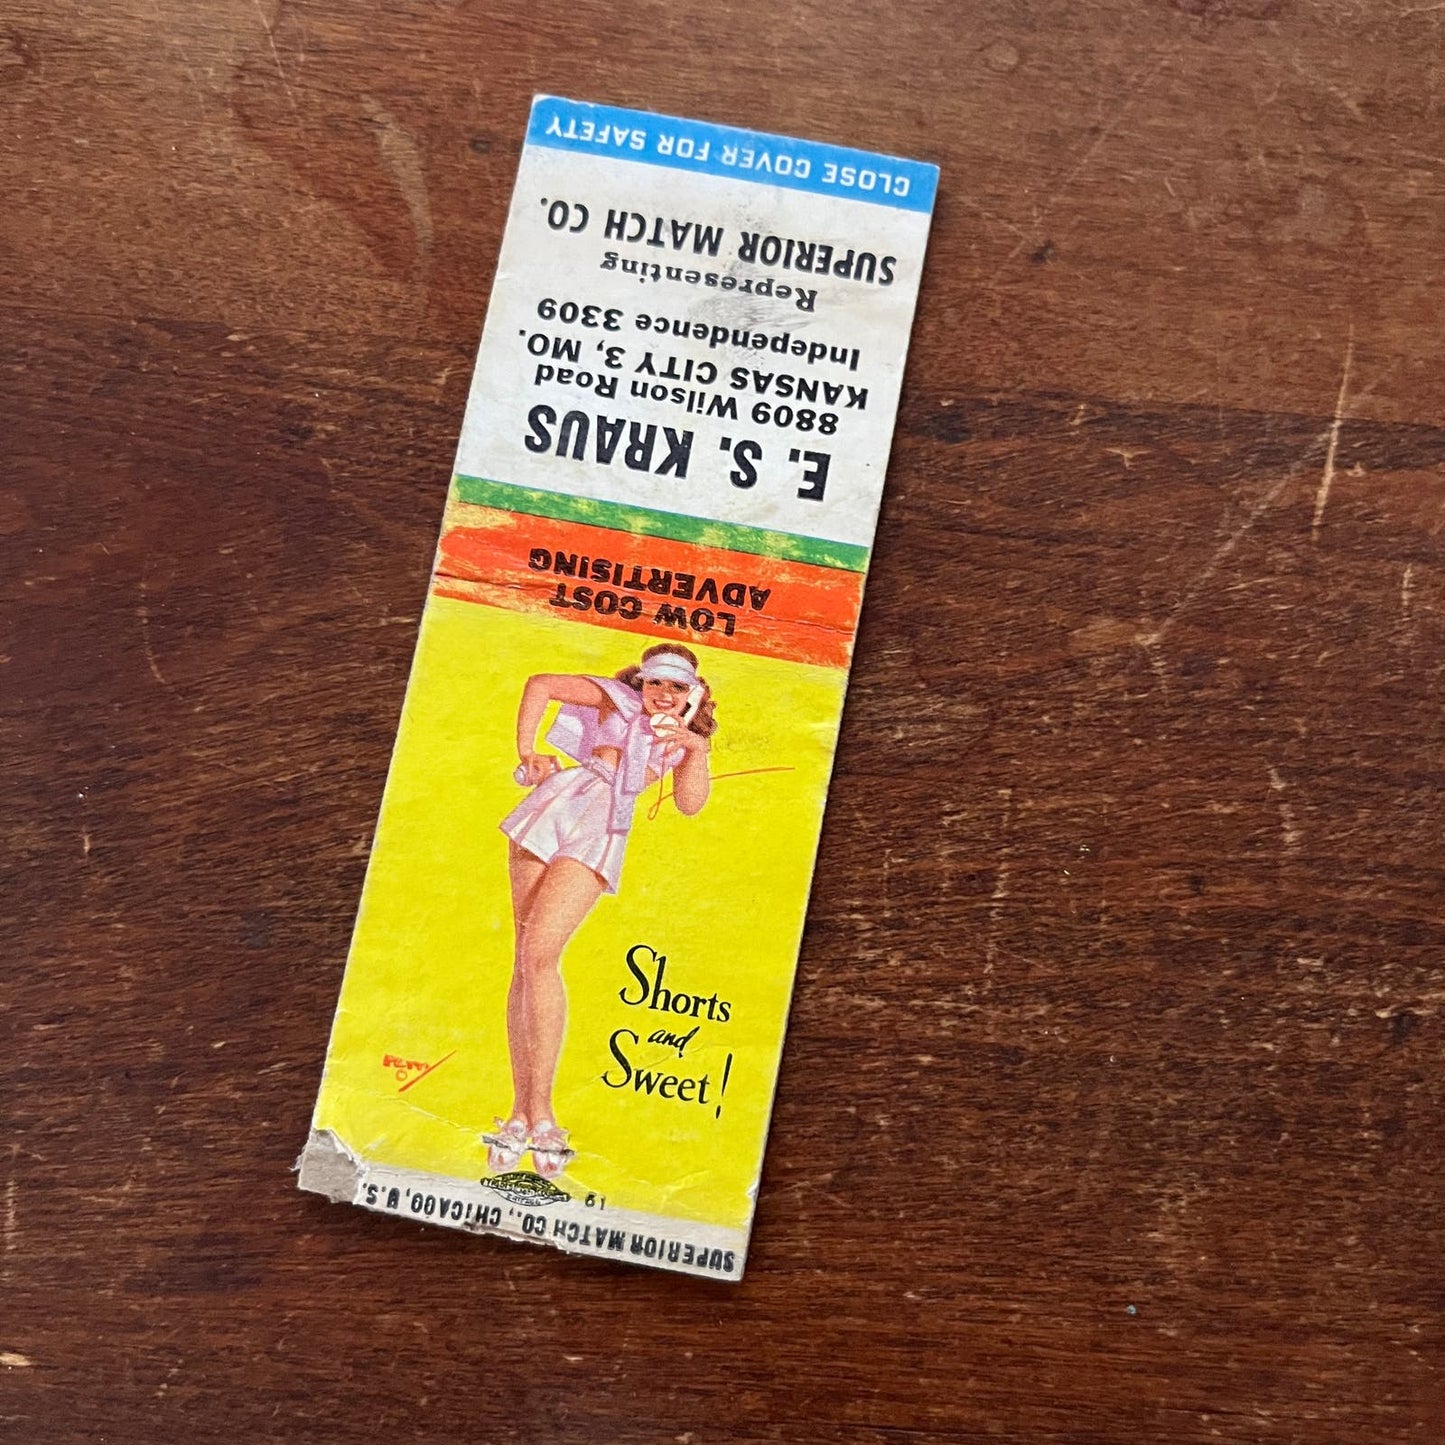 CLOSE COVER FOR SAFETY
E. S. KRAUS
8809 Wilson Road
KANSAS CITY 3, MO.
Independence 3309
Representing
SUPERIOR MATCH CO.
LOW COST
ADVERTISING
Shorts
and
Sweet!
19
SUPERIOR MATCH CO., CHICAGO, U.S.